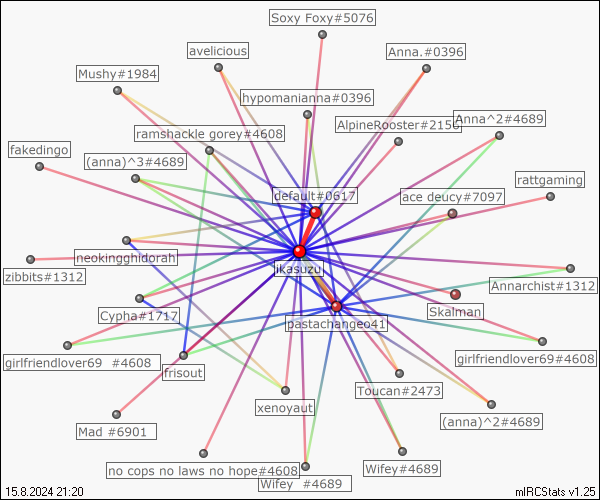 Soxy Foxy#5076
avelicious
Anna.#0396
Mushy#1984
hypomanianna#0396
AlpineRooster#2156
Anna^2#4689
ramshackle gorey#4608
fakedingo
(anna)^3#4689
rattgaming
default#0617
ace deucy#7097
neokingghidorah
jikasuzu
zibbits#1312
Annarchist#1312
Cypha#1717
Skalman
pastachangeo41
girlfriendlover69 #4608
girlfriendlover69#4608
frisout
Toucan#2473
xenoyaut
(anna)^2#4689
Mad #6901
no cops no laws no hope#4608
Wifey#4689
Wifey #4689
15.8.2024 21:20
mIRCStats v1.25